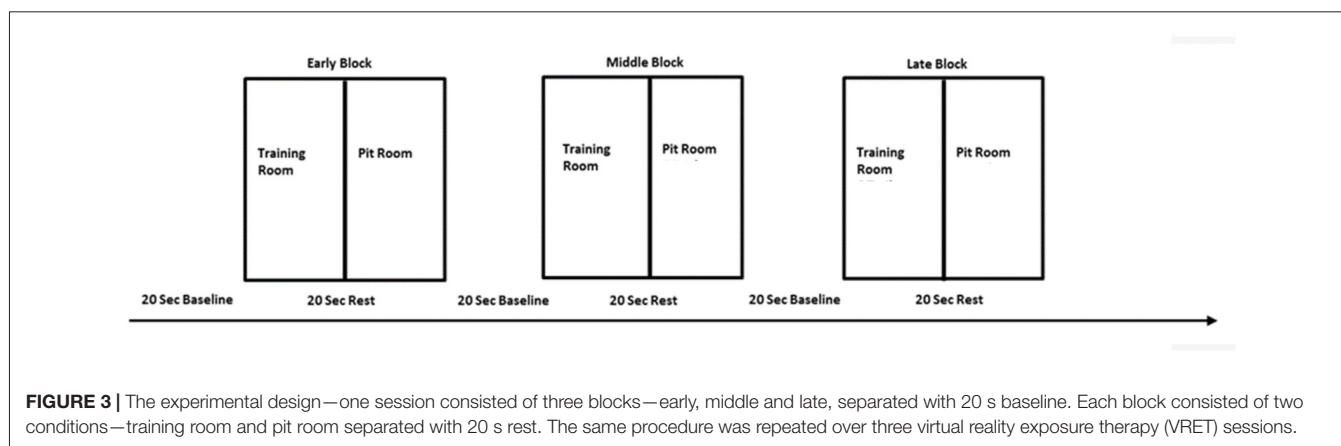 Early Block
Middle Block
Late Block
Training
Room
Pit Room
Training
Room
Pit Room
Training
Room
Pit Room
20 Sec Baseline
20 Sec Rest
20 Sec Baseline
20 Sec Rest
20 Sec Baseline
20 Sec Rest
FIGURE 3 | The experimental design—one session consisted of three blocks—early, middle and late, separated with 20 s baseline. Each block consisted of two
conditions—training room and pit room separated with 20 s rest. The same procedure was repeated over three virtual reality exposure therapy (VRET) sessions.